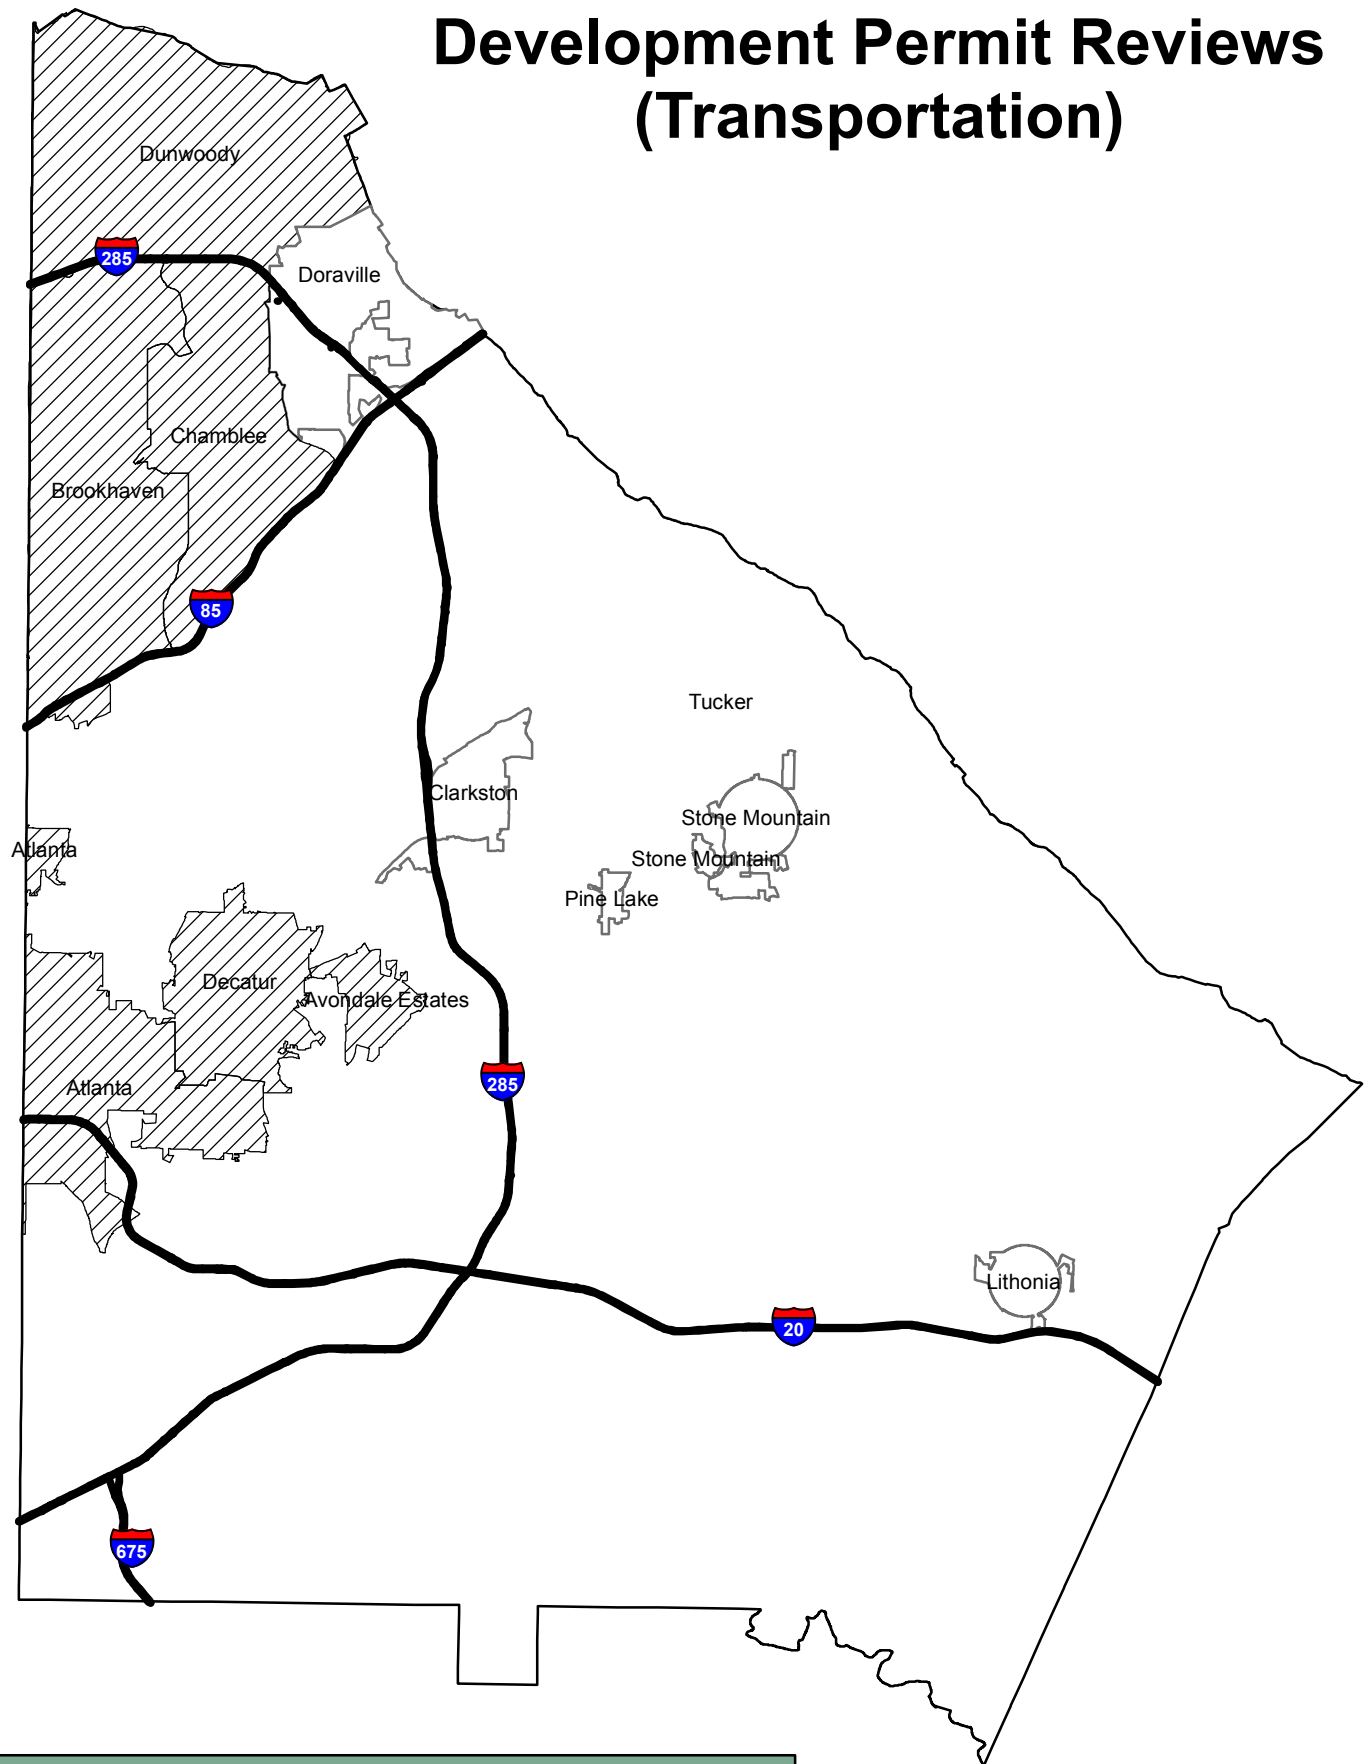 Development Permit Reviews
(Transportation)
Dunwoody
285
Doraville
Chamblee
Brookhaven
85
Tucker
Clarkston
Stone Mountain
Atlanta
Stone Mountain
Pine Lake
Decatur
Avondale Estates
285
Atlanta
Lithonia
20
675